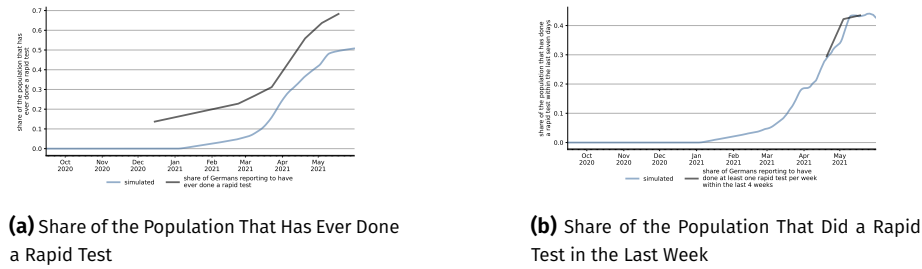 share of the population that has
ever done a rapid test
0.7
0.6
0.5
0.4
0.3
0.2
0.1
0.0
Oct
2020
Nov
2020
Dec
2020
Jan
2021
Feb
2021
Mar
2021
Apr
2021
May
2021
simulated
share of Germans reporting to have
ever done a rapid test
(a) Share of the Population That Has Ever Done
a Rapid Test
share of the population that has done
a rapid test within the last seven days
0.4
0.3
0.2
0.1
0.0
Oct
2020
Nov
2020
Dec
2020
Jan
2021
Feb
2021
Mar
2021
Apr
2021
May
2021
simulated
share of Germans reporting to have
done at least one rapid test per week
within the last 4 weeks
(b) Share of the Population That Did a Rapid
Test in the Last Week